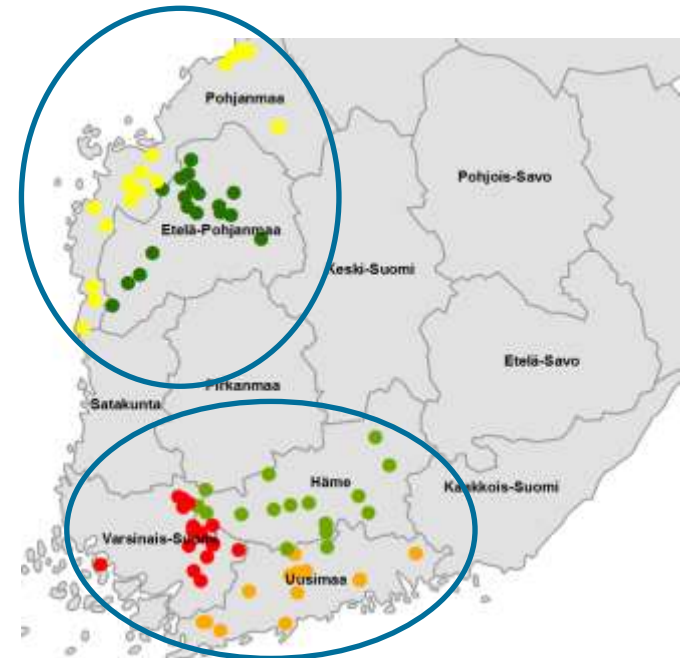 Pohjanmaa
Pohjois-Savo
Etelä-Pohjanmaa
Keski-Suomi
Etelä-Savo
Pirkanmaa
Satakunta
Häme
Kaakkois-Suomi
Varsinais-Suomi
Uusimaa